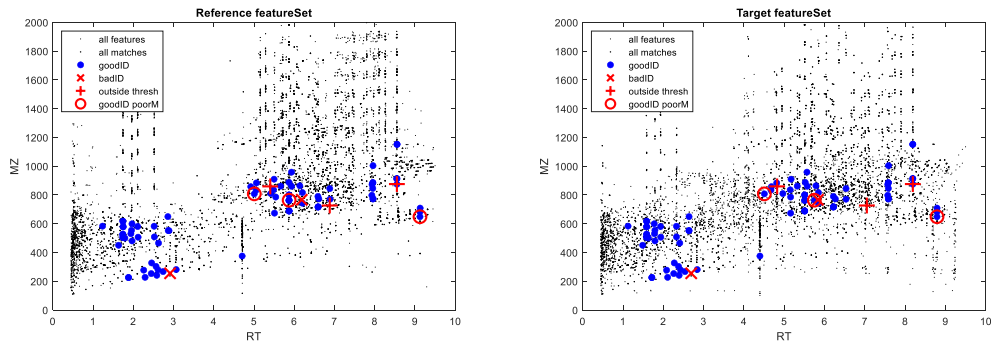 Reference featureSet
2000
1800
1600
1400
1200
1000
800
600
400
200
0
MZ
all features
all matches
goodID
badID
outside thresh
goodID poorM
0 1 2 3 4 5 6 7 8 9 10
RT
Target featureSet
2000
1800
1600
1400
1200
1000
800
600
400
200
0
MZ
all features
all matches
goodID
badID
outside thresh
goodID poorM
0 1 2 3 4 5 6 7 8 9 10
RT